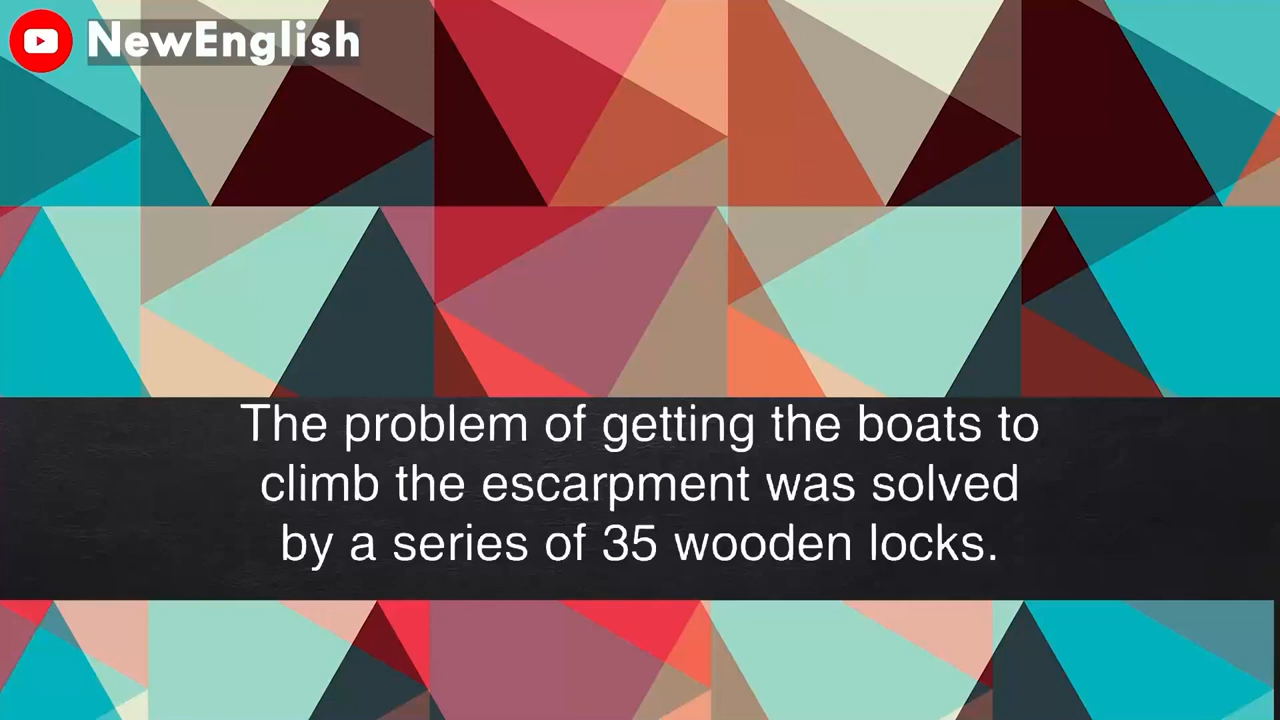 NewEnglish
The problem of getting the boats to
climb the escarpment was solved
by a series of 35 wooden locks.